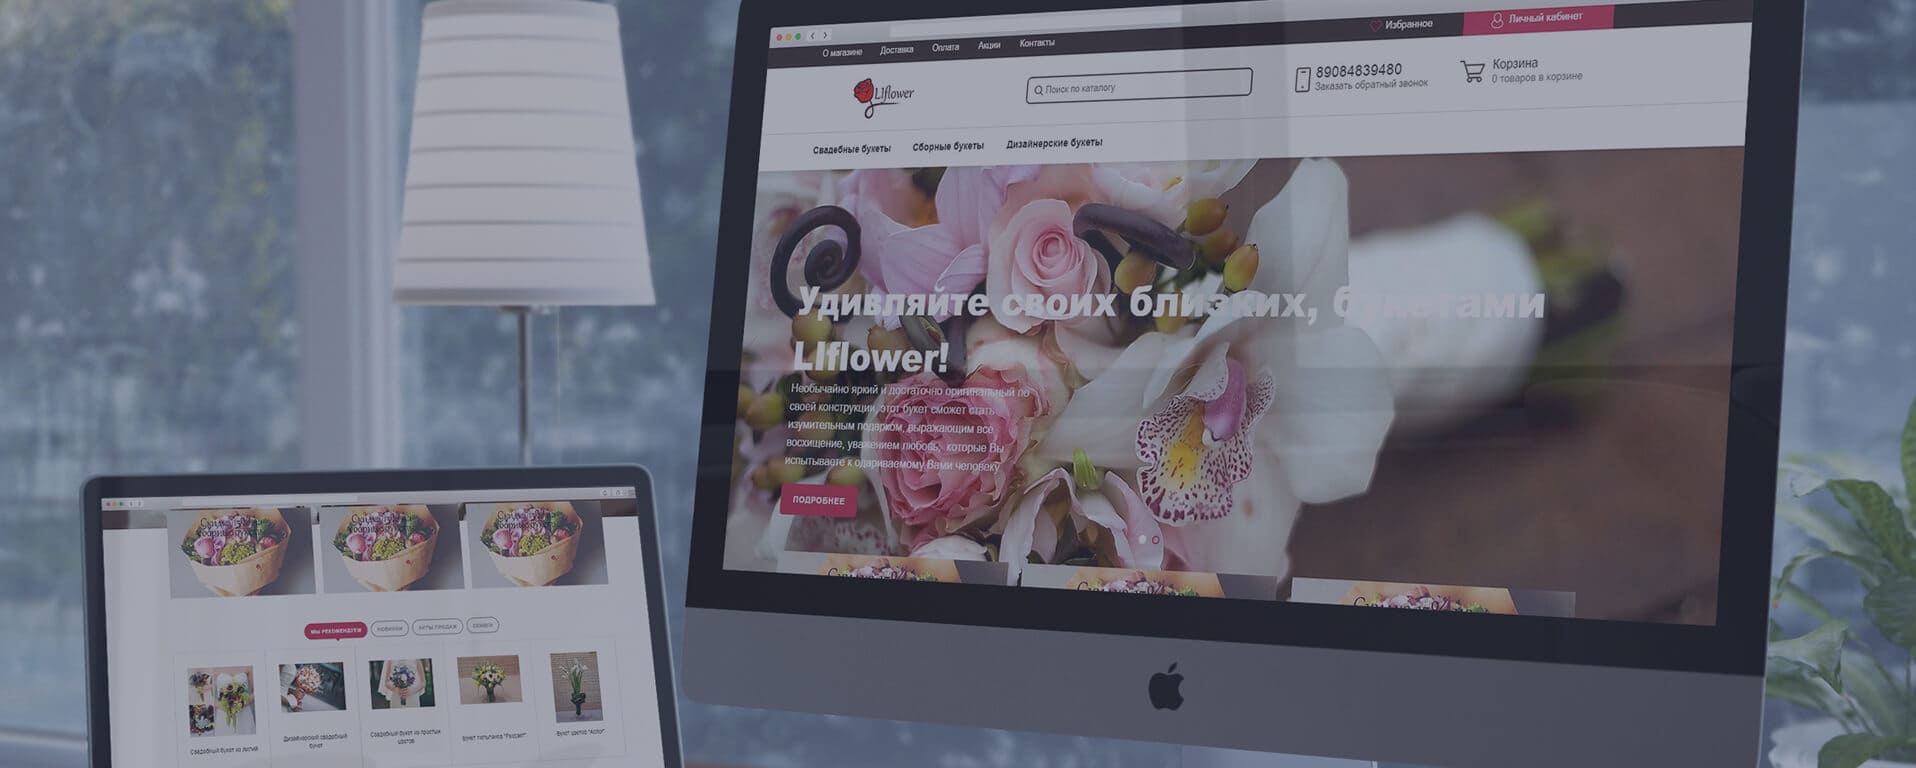 Избранное
Личный кабинет
О магазине Доставка Оплата Акции Контакты
LIflower
Поиск по каталогу
89084839480
Заказать обратный звонок
Корзина
0 товаров в корзине
Свадебные букеты Сборные букеты Дизайнерские букеты
Удивляйте своих близких, букетами
LIflower!
Необычайно яркий и достаточно оригинальный по
своей конструкции, этот букет сможет стать
изумительным подарком, выражающим все
восхищение, уважением любовь, которые Вы
испытываете к одариваемому Вами человеку
ПОДРОБНЕЕ
МЫ РЕКОМЕНДУЕМ НОВИНКИ ХИТЫ ПРОДАЖ СКИДКИ
Свадебный букет из лилий
Дизайнерский свадебный
букет
Свадебный букет из простых
цветов
Букет тюльпанов
Букет цветов